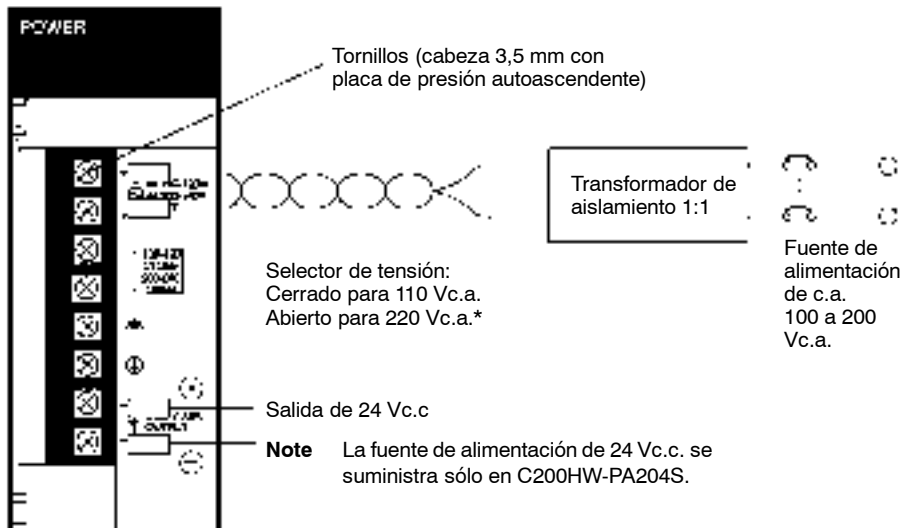 POWER
Tornillos (cabeza 3,5 mm con
placa de presión autoascendente)
Transformador de
aislamiento 1:1
Fuente de
alimentación
de c.a.
100 a 200
Vc.a.
Selector de tensión:
Cerrado para 110 Vc.a.
Abierto para 220 Vc.a.*
Salida de 24 Vc.c
OUTPUT
Note La fuente de alimentación de 24 Vc.c. se
suministra sólo en C200HW-PA204S.